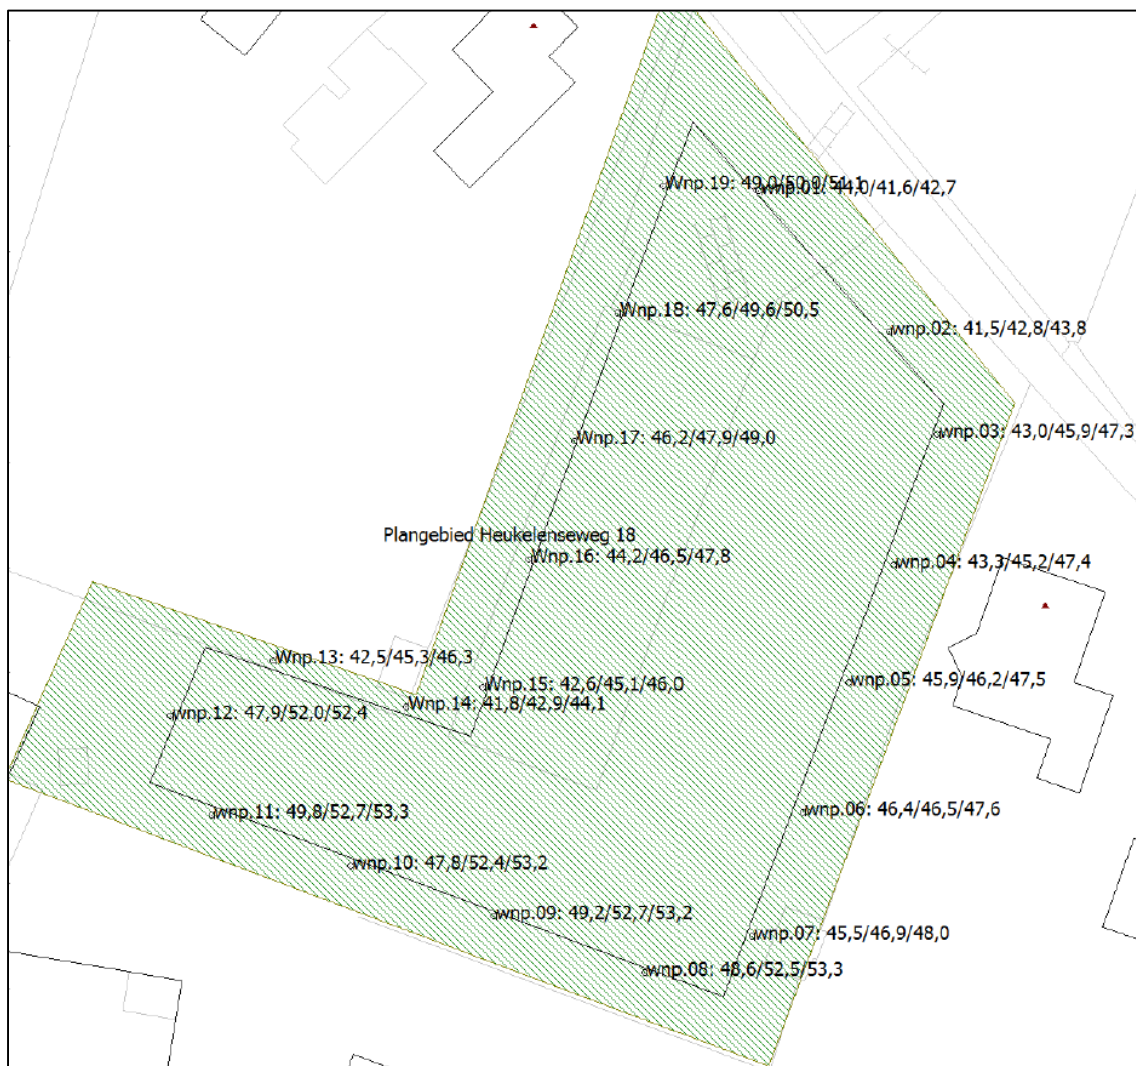 Wnp.19: 49,0/50,0/51,1
wnp.01: 44,0/41,6/42,7
Wnp.18: 47,6/49,6/50,5
wnp.02: 41,5/42,8/43,8
Wnp.17: 46,2/47,9/49,0
wnp.03: 43,0/45,9/47,3
Plangebied Heukelenseweg 18
Wnp.16: 44,2/46,5/47,8
wnp.04: 43,3/45,2/47,4
Wnp.13: 42,5/45,3/46,3
Wnp.15: 42,6/45,1/46,0
wnp.05: 45,9/46,2/47,5
Wnp.14: 41,8/42,9/44,1
wnp.12: 47,9/52,0/52,4
wnp.11: 49,8/52,7/53,3
wnp.06: 46,4/46,5/47,6
wnp.10: 47,8/52,4/53,2
wnp.09: 49,2/52,7/53,2
wnp.07: 45,5/46,9/48,0
wnp.08: 48,6/52,5/53,3